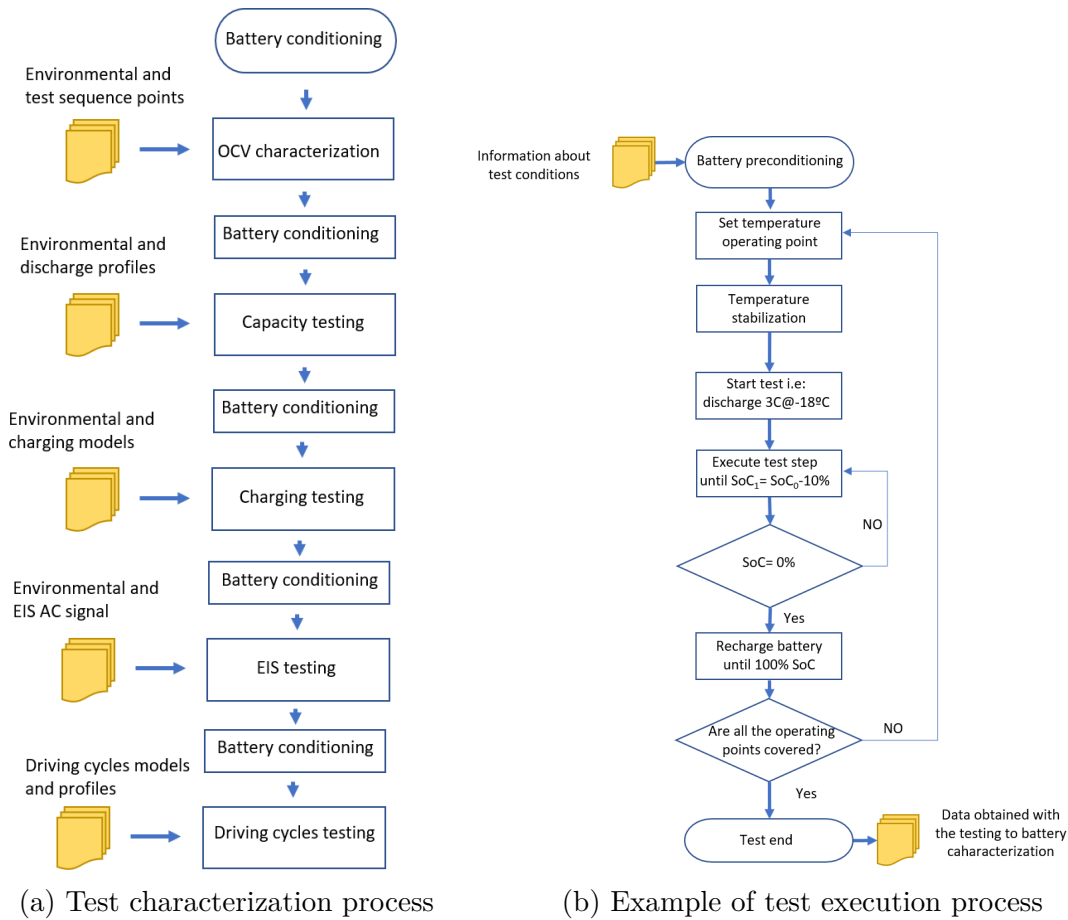 Battery conditioning
Environmental and
test sequence points
OCV characterization
Battery conditioning
Environmental and
discharge profiles
Capacity testing
Battery conditioning
Environmental and
charging models
Charging testing
Battery conditioning
Environmental and
EIS AC signal
EIS testing
Battery conditioning
Driving cycles models
and profiles
Driving cycles testing
(a) Test characterization process
Information about
test conditions
Battery preconditioning
Set temperature
operating point
Temperature
stabilization
Start test i.e:
discharge 3C@-18ºC
Execute test step
until SoC₁= SoC₀-10%
NO
SoC= 0%
Yes
Recharge battery
until 100% SoC
Are all the operating
points covered?
NO
Yes
Test end
Data obtained with
the testing to battery
caharacterization
(b) Example of test execution process